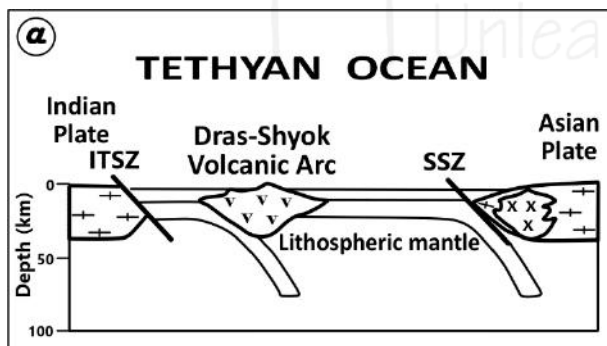 a
Unlea
TETHYAN OCEAN
Indian
Plate
ITSZ
Dras-Shyok
Volcanic Arc
SSZ
Asian
Plate
0
50
100
Depth (km)
v v v
v v
v
x x
x
Lithospheric mantle